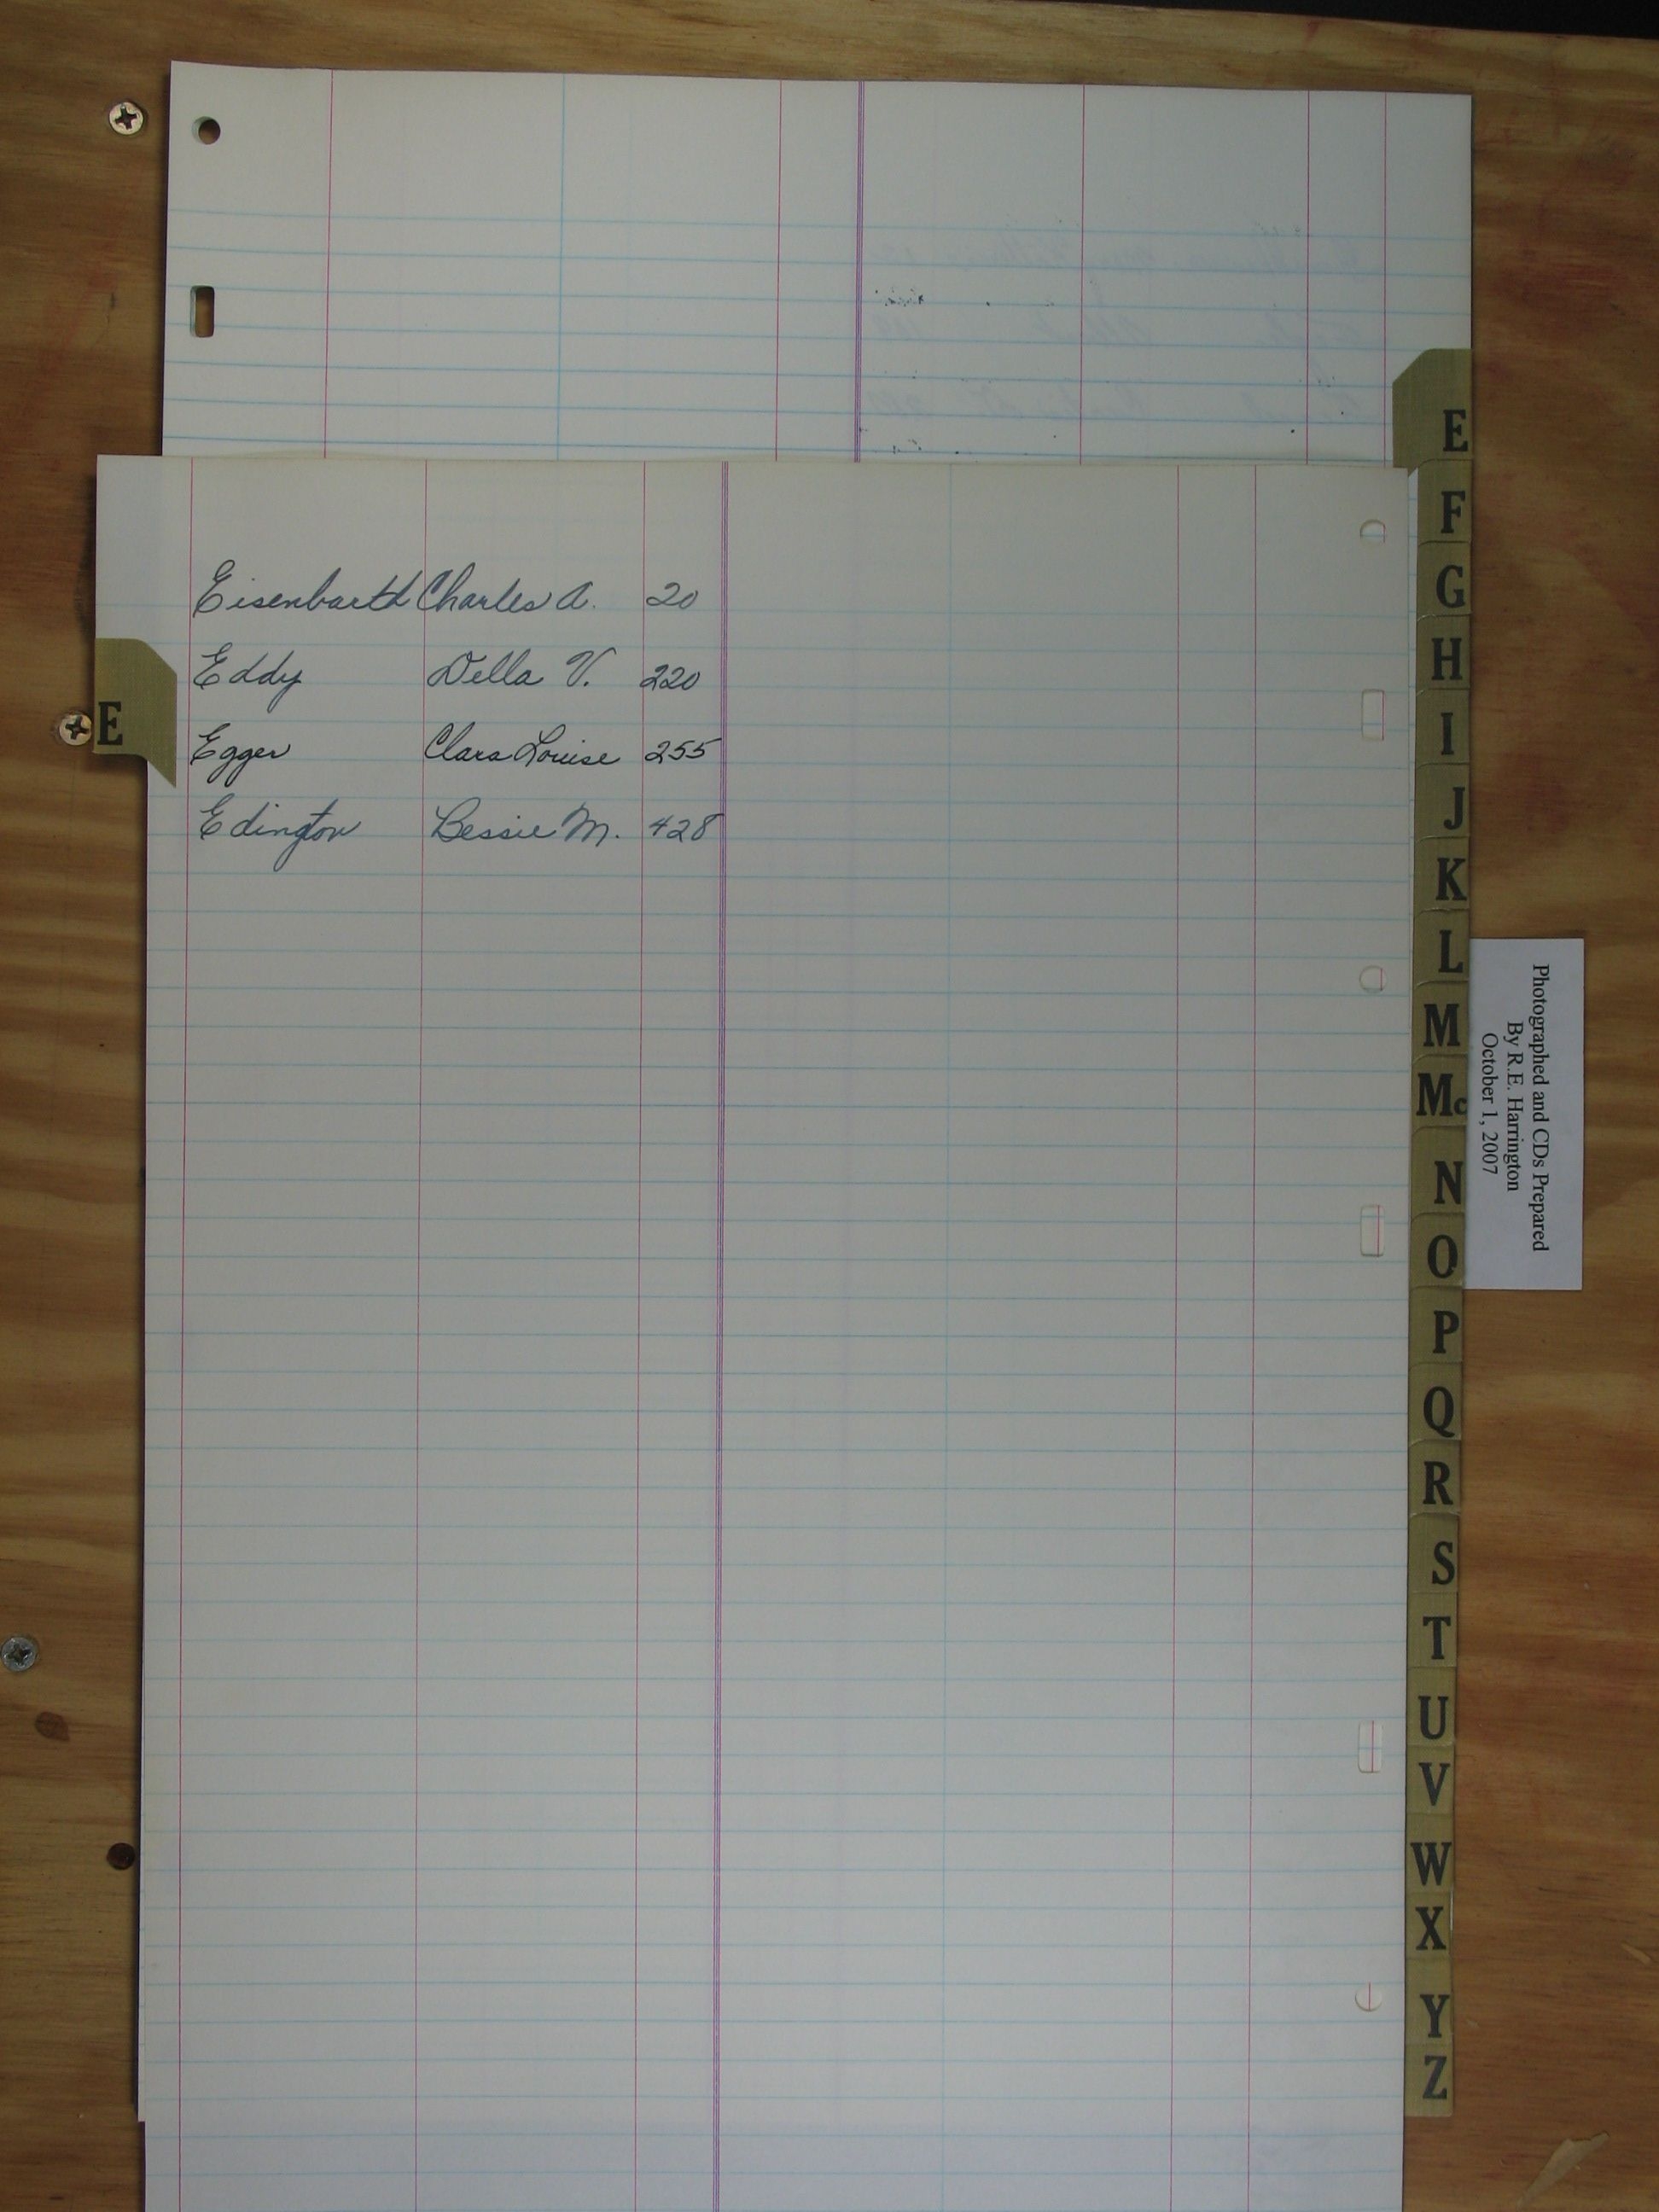 Eisenbarth Charles A. 20
Eddy Della V. 220
Egger Clara Louise 255
Edington Bessie M. 428
E
E
F
G
H
I
J
K
L
M
Mc
N
O
P
Q
R
S
T
U
V
W
X
Y
Z
Photographed and CDs Prepared
By R.E. Harrington
October 1, 2007